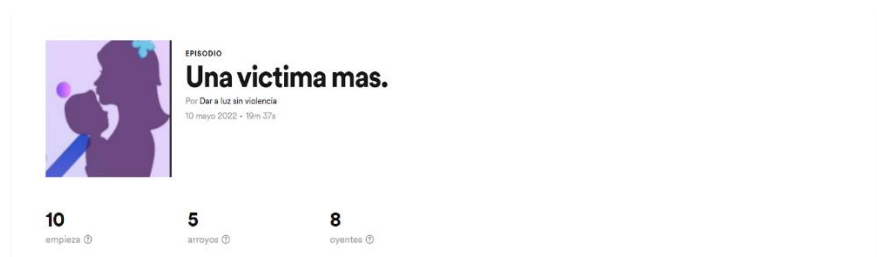 EPISODIO
Una victima mas.
Por Dar a luz sin violencia
10 mayo 2022 • 19m 37s
10 5 8
empieza ? arroyos ? oyentes ?